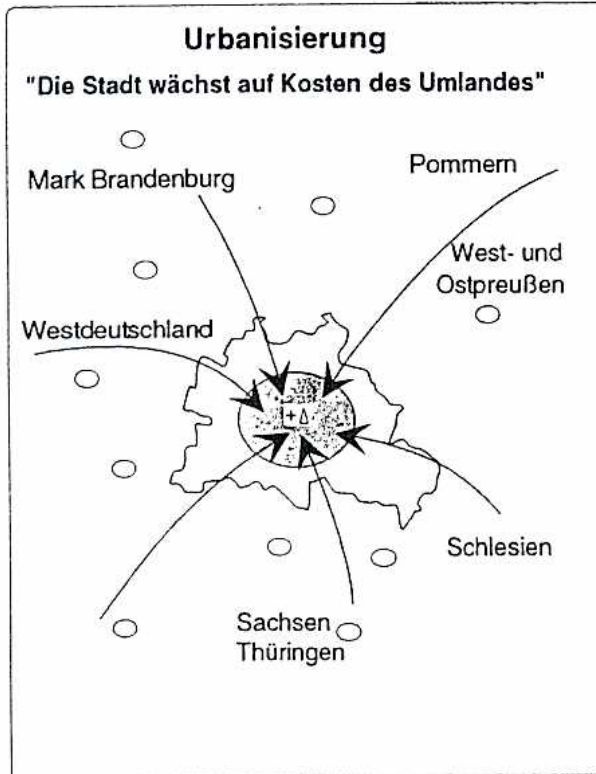 Urbanisierung
"Die Stadt wächst auf Kosten des Umlandes"
Mark Brandenburg
Pommern
West- und
Ostpreußen
Westdeutschland
+ Δ
Schlesien
Sachsen
Thüringen